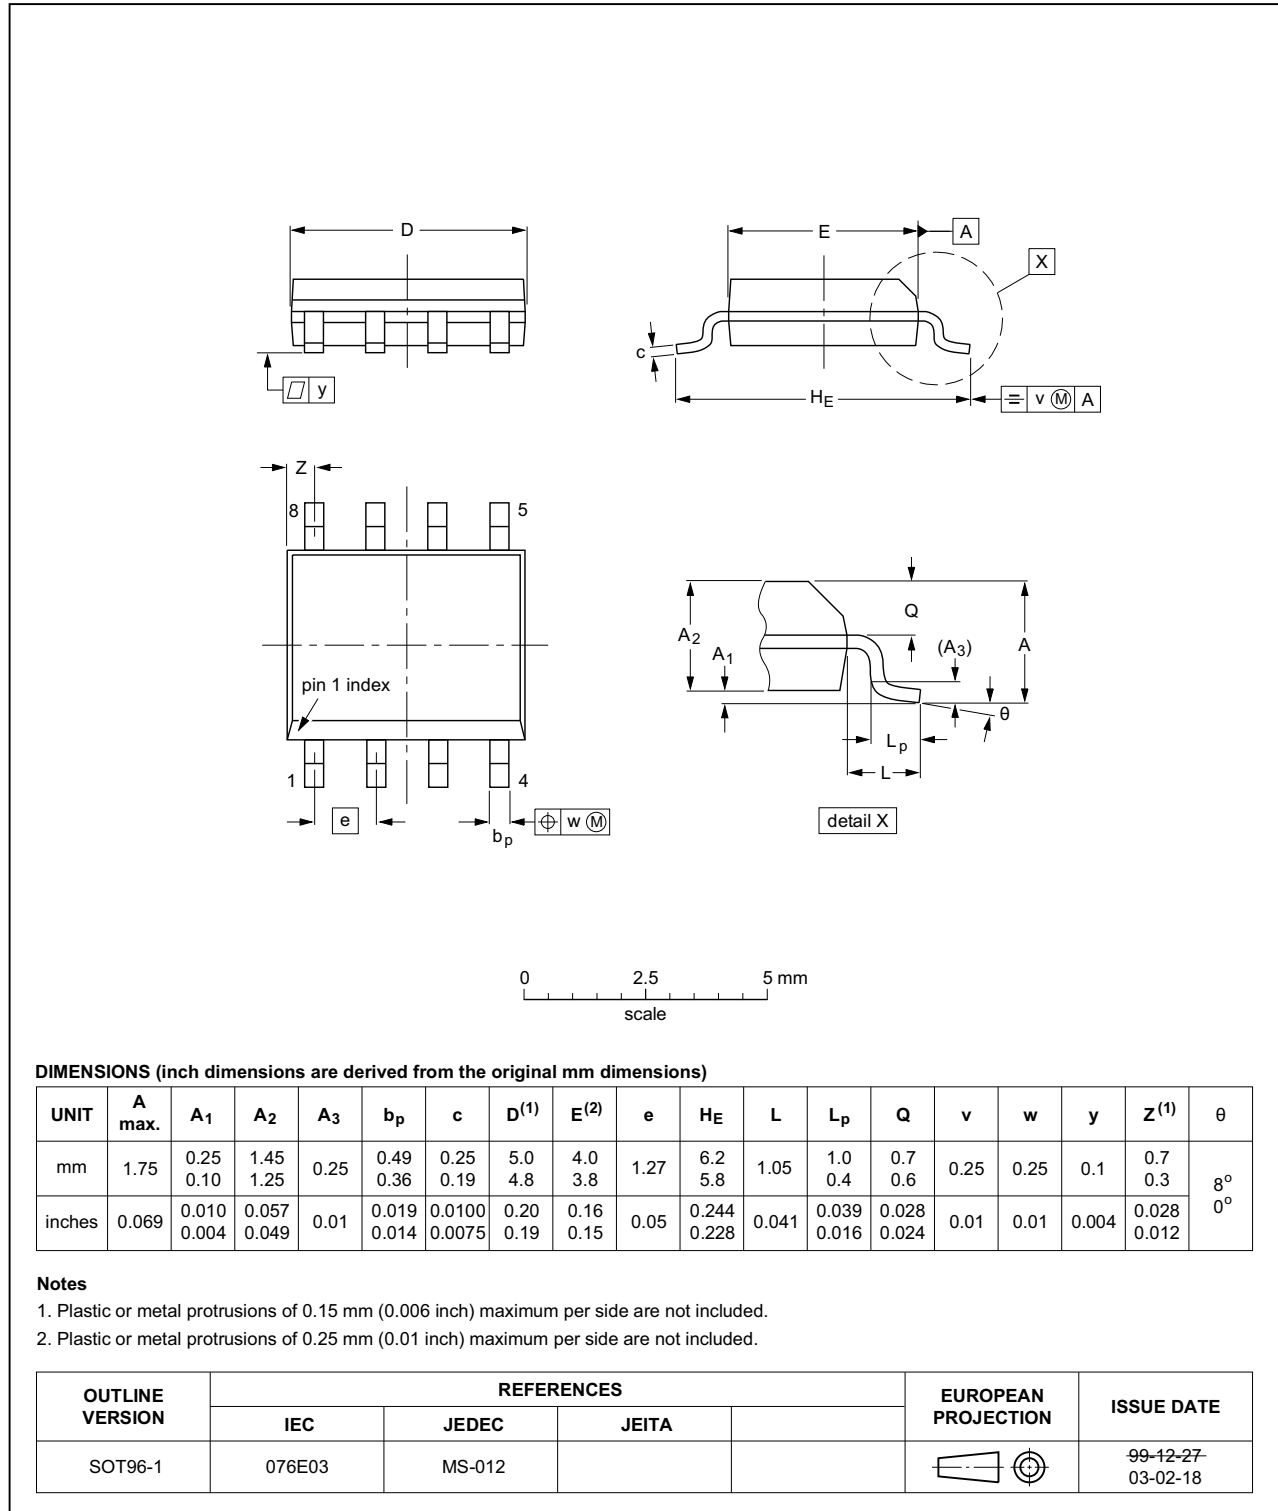 D
E
A
X
c
y
HE
v M A
Z
8
5
pin 1 index
1
4
e
bp
w M
A2
A1
Q
(A3)
A
θ
Lp
L
detail X
0 2.5 5 mm
scale
DIMENSIONS (inch dimensions are derived from the original mm dimensions)
UNIT A max. A1 A2 A3 bp c D(1) E(2) e HE L Lp Q v w y Z(1) θ
mm 1.75 0.25 0.10 1.45 1.25 0.25 0.49 0.36 0.25 0.19 5.0 4.8 4.0 3.8 1.27 6.2 5.8 1.05 1.0 0.4 0.7 0.6 0.25 0.25 0.1 0.7 0.3 8o 0o
inches 0.069 0.010 0.004 0.057 0.049 0.01 0.019 0.014 0.0100 0.0075 0.20 0.19 0.16 0.15 0.05 0.244 0.228 0.041 0.039 0.016 0.028 0.024 0.01 0.01 0.004 0.028 0.012
Notes
1. Plastic or metal protrusions of 0.15 mm (0.006 inch) maximum per side are not included.
2. Plastic or metal protrusions of 0.25 mm (0.01 inch) maximum per side are not included.
OUTLINE VERSION REFERENCES EUROPEAN PROJECTION ISSUE DATE
IEC JEDEC JEITA
SOT96-1 076E03 MS-012 99-12-27
03-02-18